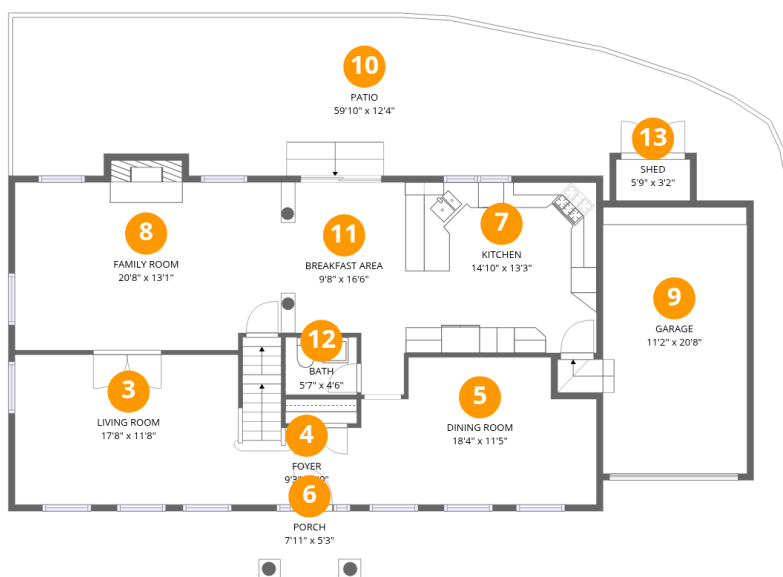 10
PATIO
59'10" x 12'4"
13
SHED
5'9" x 3'2"
8
FAMILY ROOM
20'8" x 13'1"
11
BREAKFAST AREA
9'8" x 16'6"
7
KITCHEN
14'10" x 13'3"
9
GARAGE
11'2" x 20'8"
12
BATH
5'7" x 4'6"
3
LIVING ROOM
17'8" x 11'8"
5
DINING ROOM
18'4" x 11'5"
4
FOYER
6
PORCH
7'11" x 5'3"